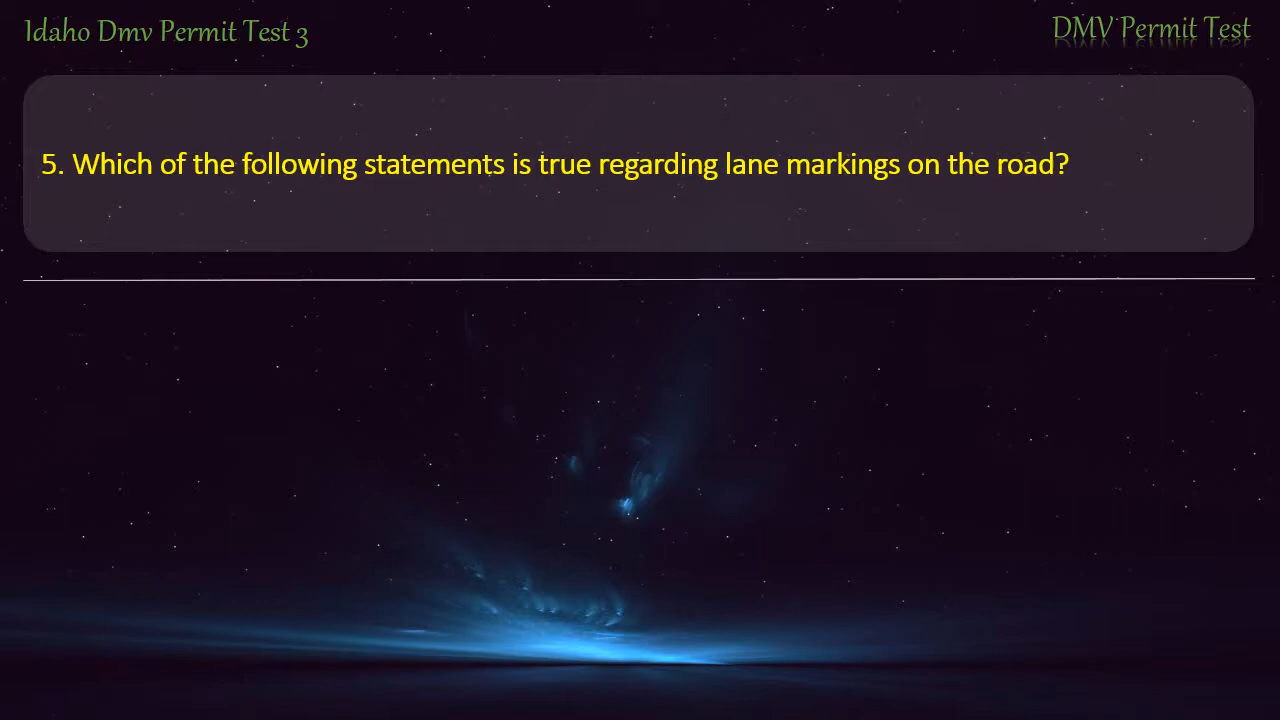 Idaho Dmv Permit Test 3
DMV Permit Test
5. Which of the following statements is true regarding lane markings on the road?